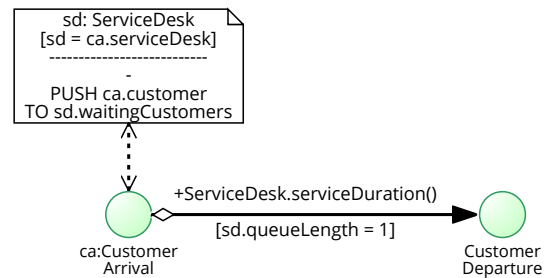 sd: ServiceDesk
[sd = ca.serviceDesk]
---------------------------
-
PUSH ca.customer
TO sd.waitingCustomers
+ServiceDesk.serviceDuration()
[sd.queueLength = 1]
ca:Customer
Arrival
Customer
Departure